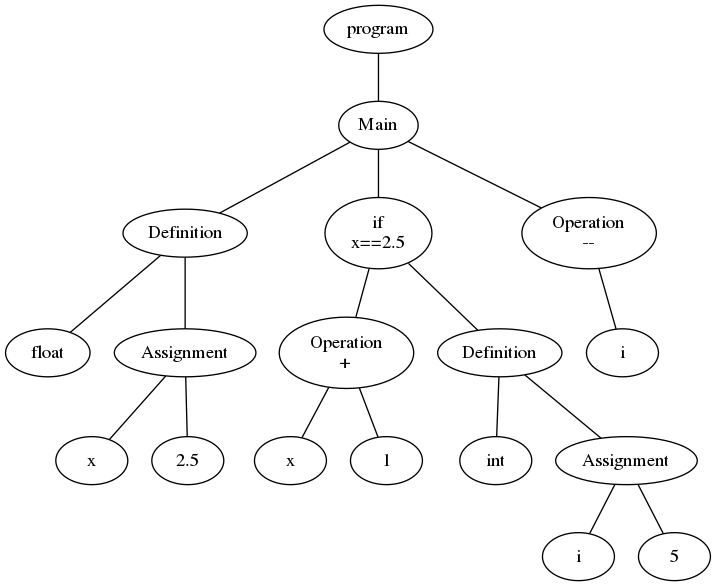 program
Main
Definition
if
x==2.5
Operation
--
float
Assignment
Operation
+
Definition
i
x
2.5
x
1
int
Assignment
i
5